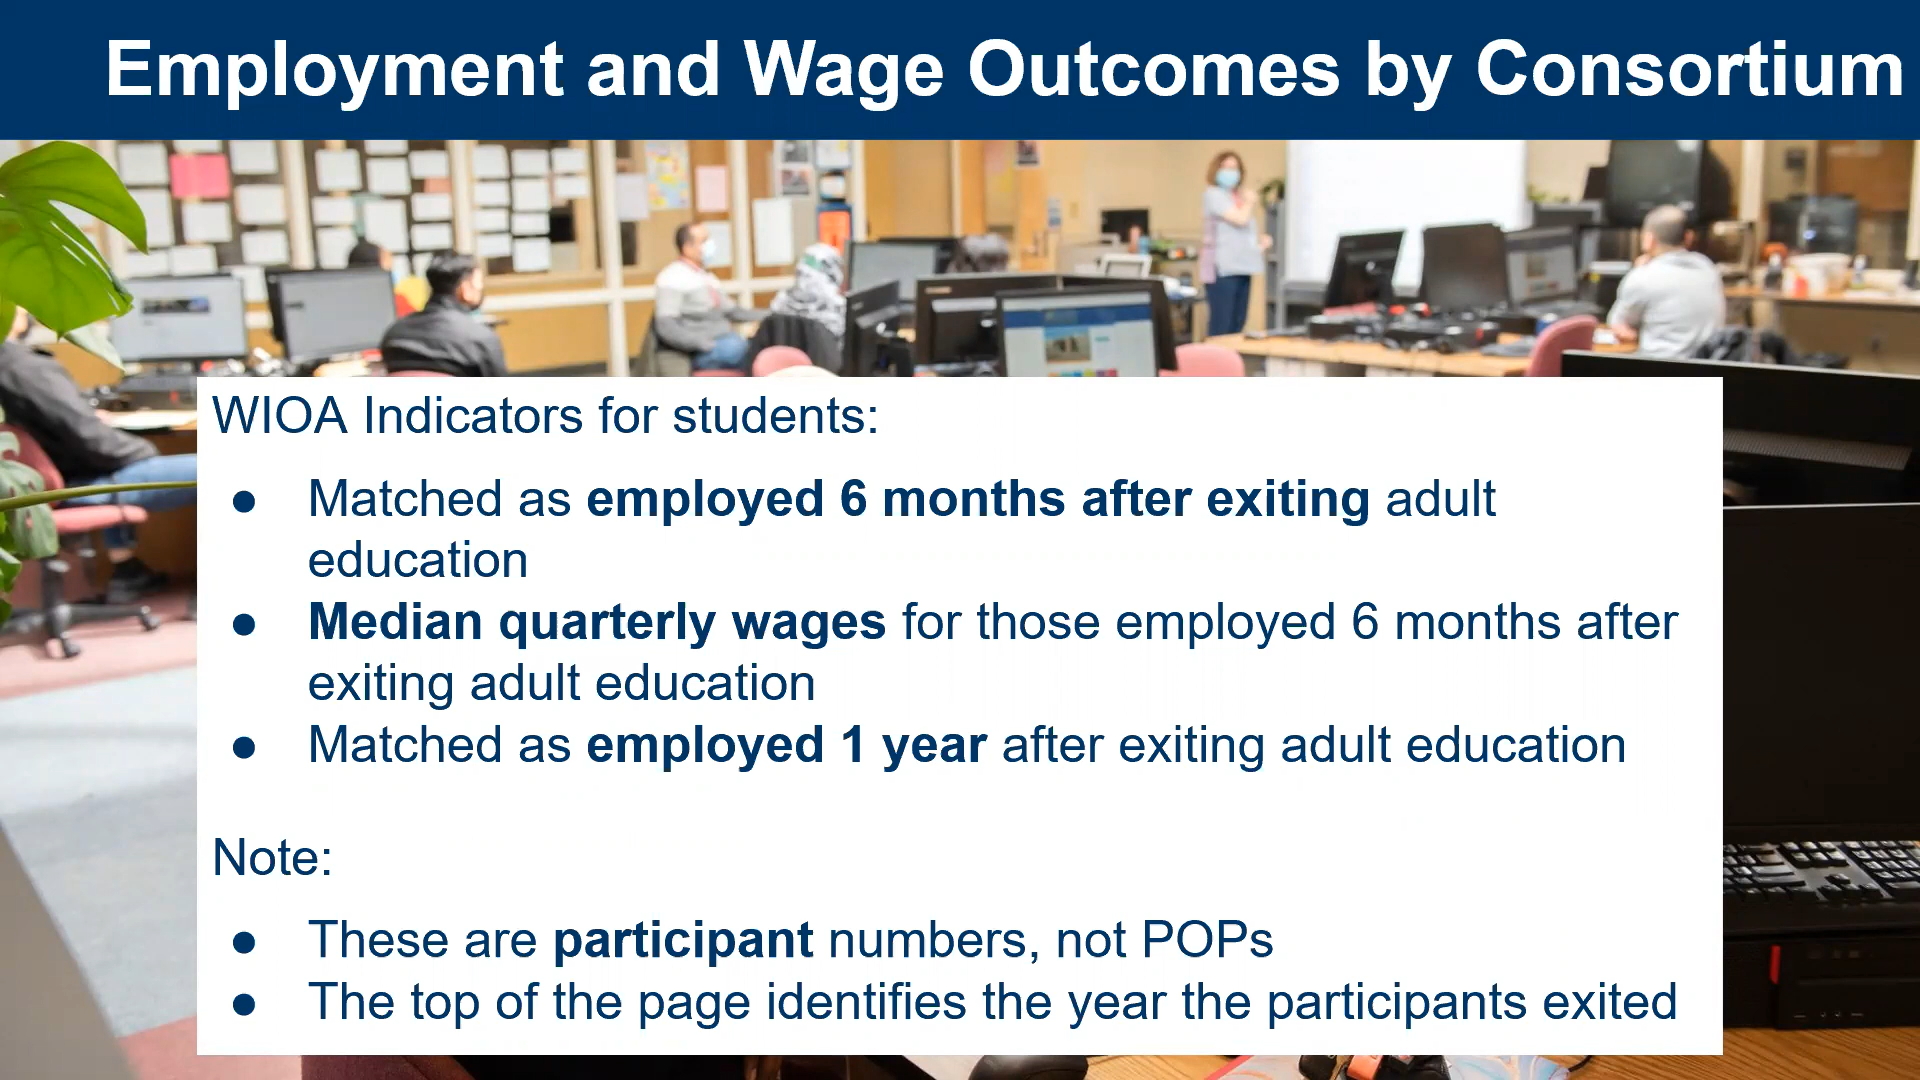 Employment and Wage Outcomes by Consortium
WIOA Indicators for students:
● Matched as employed 6 months after exiting adult
education
● Median quarterly wages for those employed 6 months after
exiting adult education
● Matched as employed 1 year after exiting adult education
Note:
● These are participant numbers, not POPs
● The top of the page identifies the year the participants exited